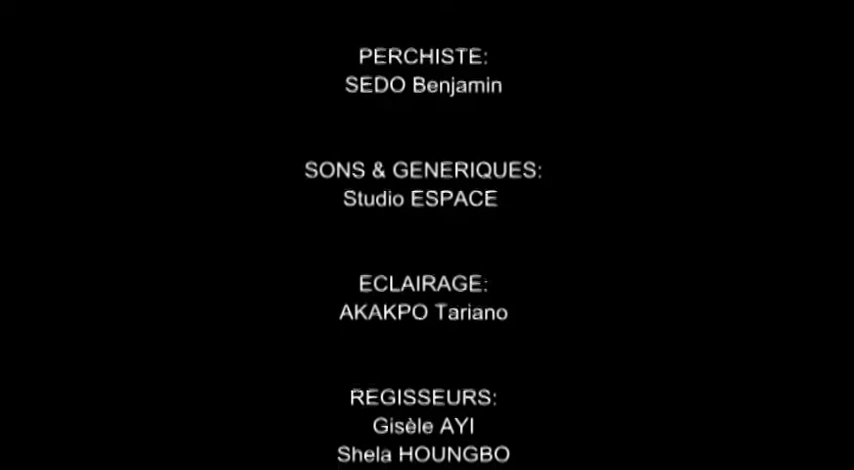 PERCHISTE:
SEDO Benjamin
SONS & GENERIQUES:
Studio ESPACE
ECLAIRAGE:
AKAKPO Tariano
REGISSEURS:
Gisèle AYI
Shela HOUNGBO